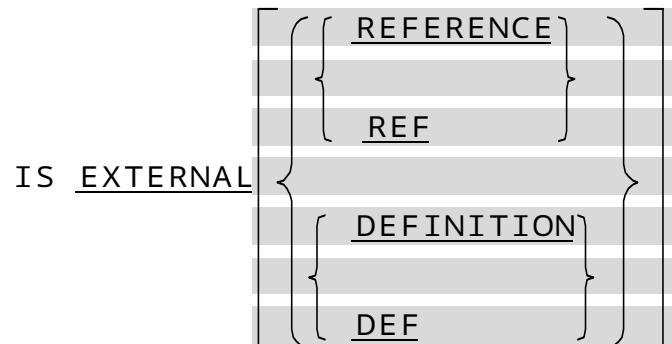 REFERENCE
REF
IS EXTERNAL
DEFINITION
DEF